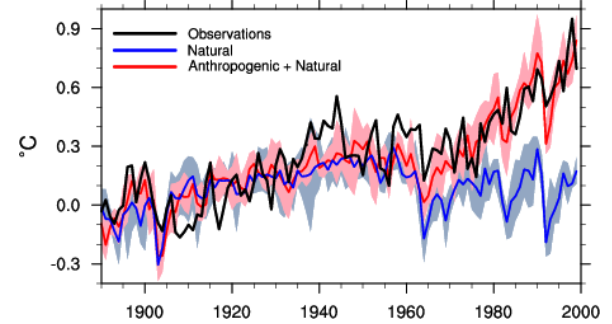 0.9
Observations
Natural
Anthropogenic + Natural
0.6
°C
0.3
0.0
-0.3
1900 1920 1940 1960 1980 2000